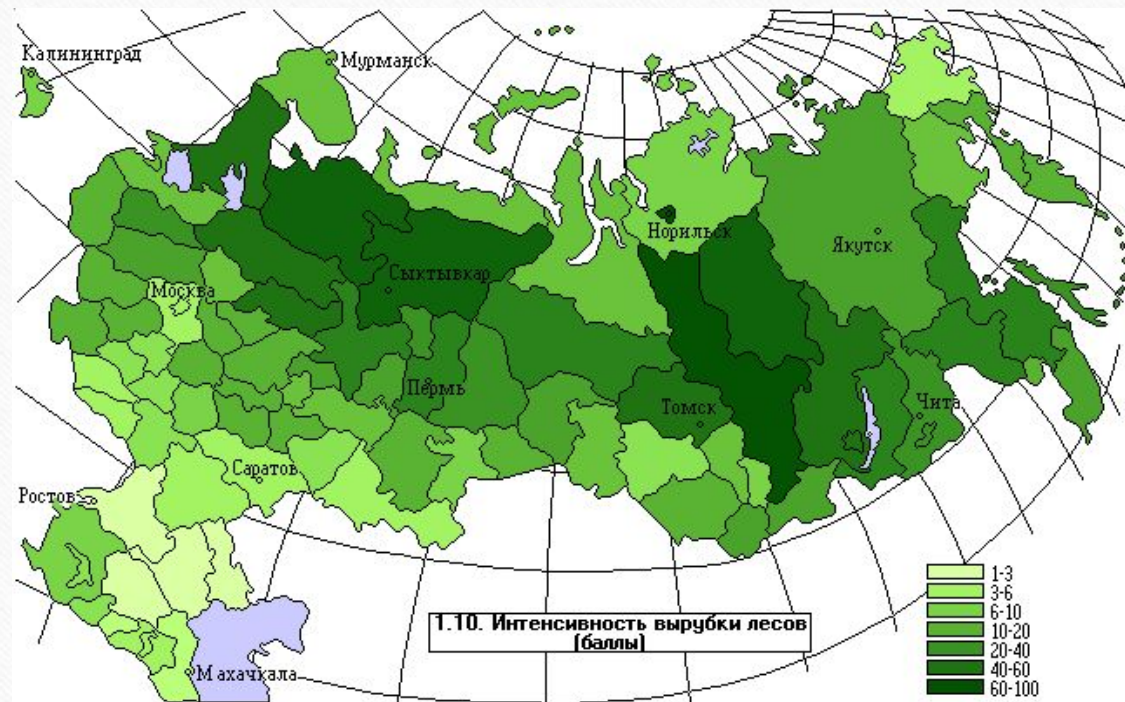 Калининград
Мурманск
Норильск
Якутск
Сыктывкар
Москва
Пермь
Томск
Чита
Саратов
Ростов
1.10. Интенсивность вырубки лесов
(баллы)
Махачкала
1-3
3-6
6-10
10-20
20-40
40-60
60-100